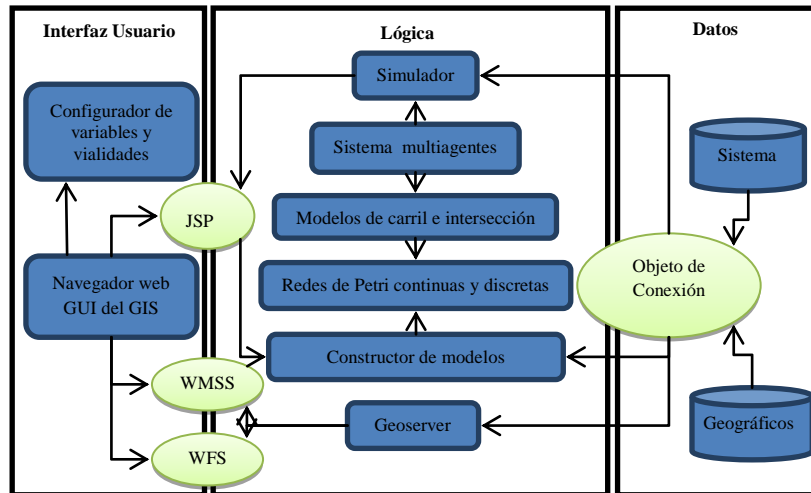 Interfaz Usuario
Lógica
Datos
Configurador de
variables y
vialidades
JSP
Navegador web
GUI del GIS
WMSS
WFS
Simulador
Sistema multiagentes
Modelos de carril e intersección
Redes de Petri continuas y discretas
Constructor de modelos
Geoserver
Sistema
Objeto de
Conexión
Geográficos